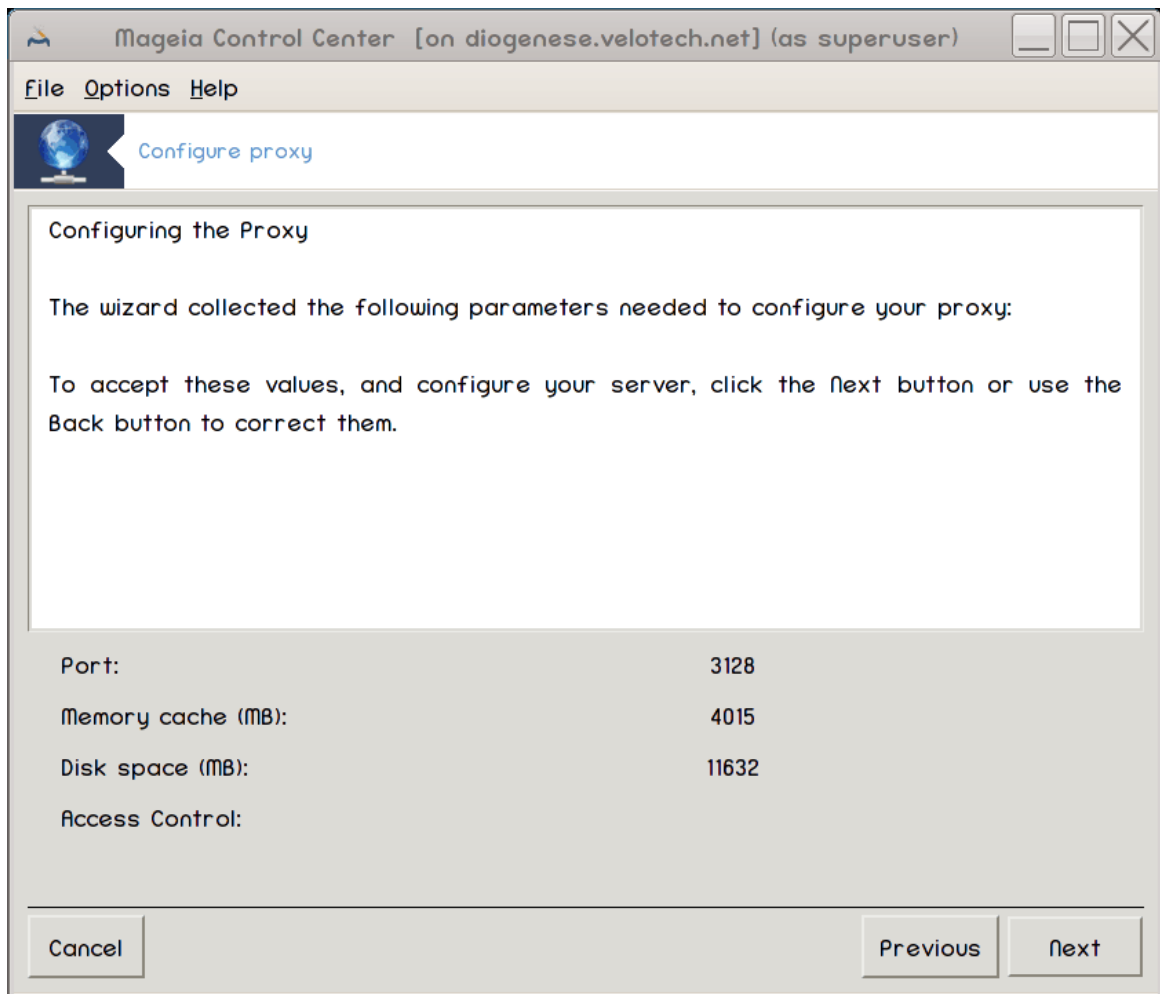 Mageia Control Center [on diogenese.velotech.net] (as superuser)
File Options Help
Configure proxy
Configuring the Proxy
The wizard collected the following parameters needed to configure your proxy:
To accept these values, and configure your server, click the Next button or use the
Back button to correct them.
Port: 3128
Memory cache (MB): 4015
Disk space (MB): 11632
Access Control:
Cancel Previous Next